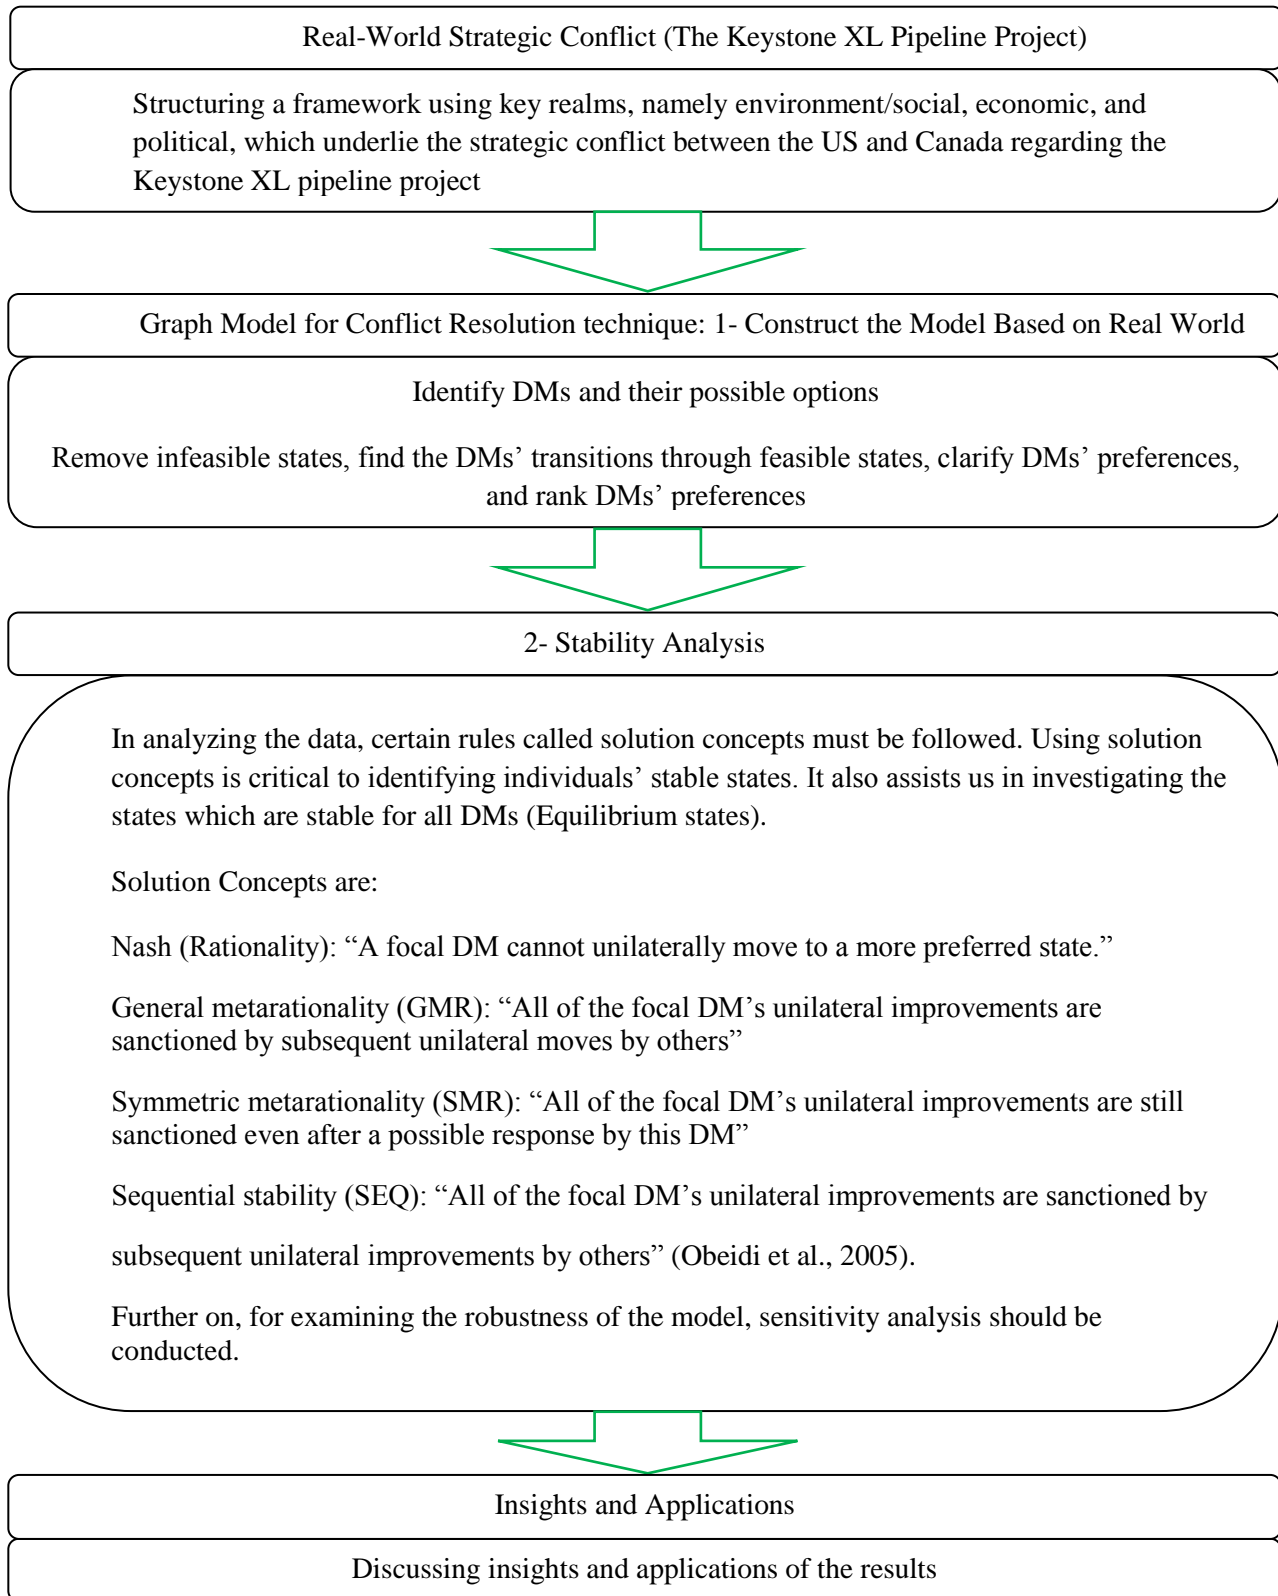 Real-World Strategic Conflict (The Keystone XL Pipeline Project)
Structuring a framework using key realms, namely environment/social, economic, and
political, which underlie the strategic conflict between the US and Canada regarding the
Keystone XL pipeline project
Graph Model for Conflict Resolution technique: 1- Construct the Model Based on Real World
Identify DMs and their possible options
Remove infeasible states, find the DMs’ transitions through feasible states, clarify DMs’ preferences,
and rank DMs’ preferences
2- Stability Analysis
In analyzing the data, certain rules called solution concepts must be followed. Using solution
concepts is critical to identifying individuals’ stable states. It also assists us in investigating the
states which are stable for all DMs (Equilibrium states).
Solution Concepts are:
Nash (Rationality): “A focal DM cannot unilaterally move to a more preferred state.”
General metarationality (GMR): “All of the focal DM’s unilateral improvements are
sanctioned by subsequent unilateral moves by others”
Symmetric metarationality (SMR): “All of the focal DM’s unilateral improvements are still
sanctioned even after a possible response by this DM”
Sequential stability (SEQ): “All of the focal DM’s unilateral improvements are sanctioned by
subsequent unilateral improvements by others” (Obeidi et al., 2005).
Further on, for examining the robustness of the model, sensitivity analysis should be
conducted.
Insights and Applications
Discussing insights and applications of the results